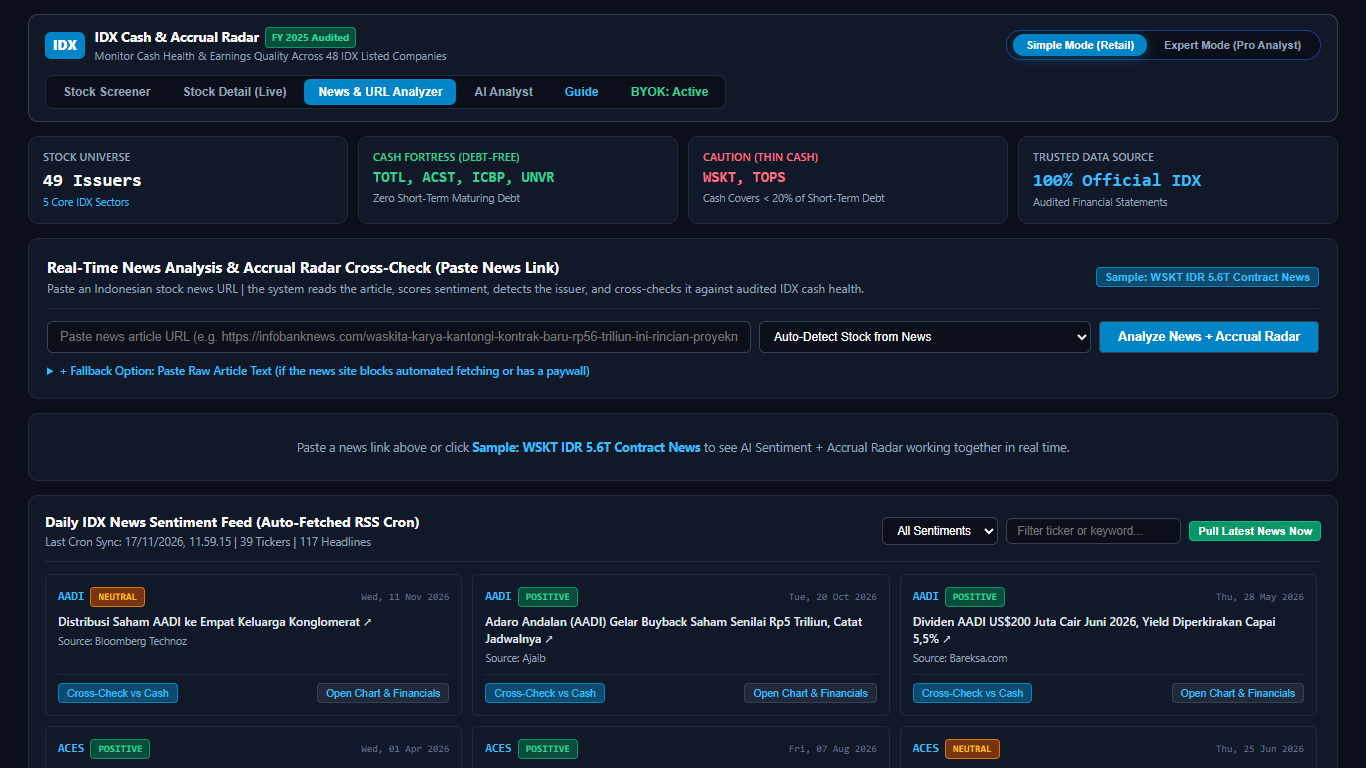 IDX
IDX Cash & Accrual Radar FY 2025 Audited
Monitor Cash Health & Earnings Quality Across 48 IDX Listed Companies
Simple Mode (Retail) Expert Mode (Pro Analyst)
Stock Screener Stock Detail (Live) News & URL Analyzer AI Analyst Guide BYOK: Active
STOCK UNIVERSE
49 Issuers
5 Core IDX Sectors
CASH FORTRESS (DEBT-FREE)
TOTL, ACST, ICBP, UNVR
Zero Short-Term Maturing Debt
CAUTION (THIN CASH)
WSKT, TOPS
Cash Covers < 20% of Short-Term Debt
TRUSTED DATA SOURCE
100% Official IDX
Audited Financial Statements
Real-Time News Analysis & Accrual Radar Cross-Check (Paste News Link)
Paste an Indonesian stock news URL | the system reads the article, scores sentiment, detects the issuer, and cross-checks it against audited IDX cash health.
Sample: WSKT IDR 5.6T Contract News
Paste news article URL (e.g. https://infobanknews.com/waskita-karya-kantongi-kontrak-baru-rp56-triliun-ini-rincian-proyekn
Auto-Detect Stock from News
Analyze News + Accrual Radar
+ Fallback Option: Paste Raw Article Text (if the news site blocks automated fetching or has a paywall)
Paste a news link above or click Sample: WSKT IDR 5.6T Contract News to see AI Sentiment + Accrual Radar working together in real time.
Daily IDX News Sentiment Feed (Auto-Fetched RSS Cron)
Last Cron Sync: 17/11/2026, 11.59.15 | 39 Tickers | 117 Headlines
All Sentiments
Filter ticker or keyword...
Pull Latest News Now
AADI NEUTRAL Wed, 11 Nov 2026
Distribusi Saham AADI ke Empat Keluarga Konglomerat ↗
Source: Bloomberg Technoz
Cross-Check vs Cash Open Chart & Financials
AADI POSITIVE Tue, 20 Oct 2026
Adaro Andalan (AADI) Gelar Buyback Saham Senilai Rp5 Triliun, Catat
Jadwalnya ↗
Source: Ajaib
Cross-Check vs Cash Open Chart & Financials
AADI POSITIVE Thu, 28 May 2026
Dividen AADI US$200 Juta Cair Juni 2026, Yield Diperkirakan Capai
5,5% ↗
Source: Bareksa.com
Cross-Check vs Cash Open Chart & Financials
ACES POSITIVE Wed, 01 Apr 2026
ACES POSITIVE Fri, 07 Aug 2026
ACES NEUTRAL Thu, 25 Jun 2026